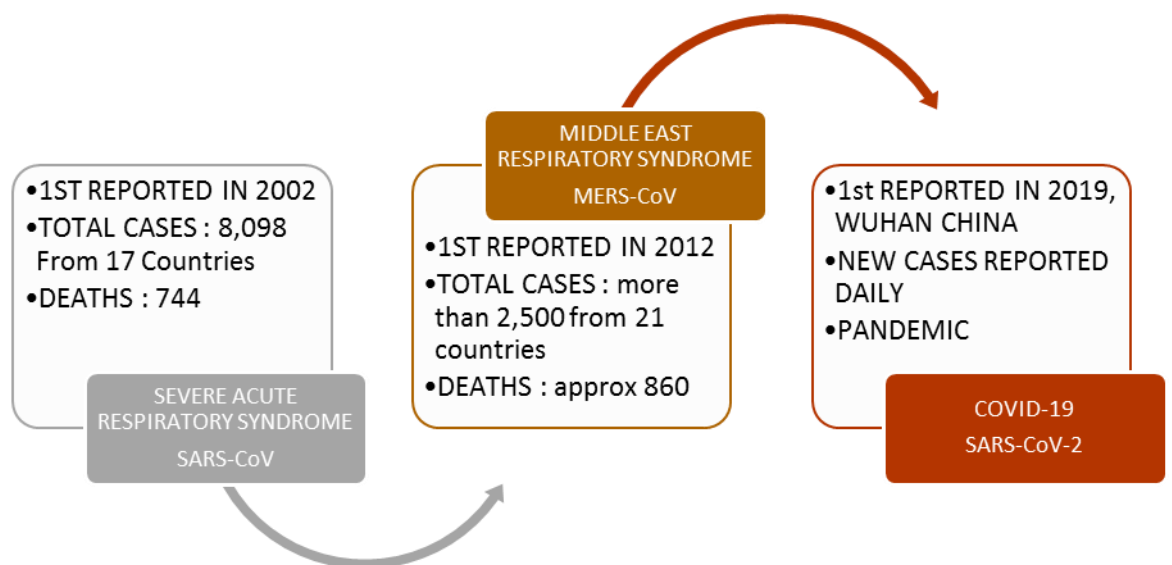 •1ST REPORTED IN 2002
•TOTAL CASES : 8,098
From 17 Countries
•DEATHS : 744
SEVERE ACUTE
RESPIRATORY SYNDROME
SARS-CoV
MIDDLE EAST
RESPIRATORY SYNDROME
MERS-CoV
•1ST REPORTED IN 2012
•TOTAL CASES : more
than 2,500 from 21
countries
•DEATHS : approx 860
•1st REPORTED IN 2019,
WUHAN CHINA
•NEW CASES REPORTED
DAILY
•PANDEMIC
COVID-19
SARS-CoV-2